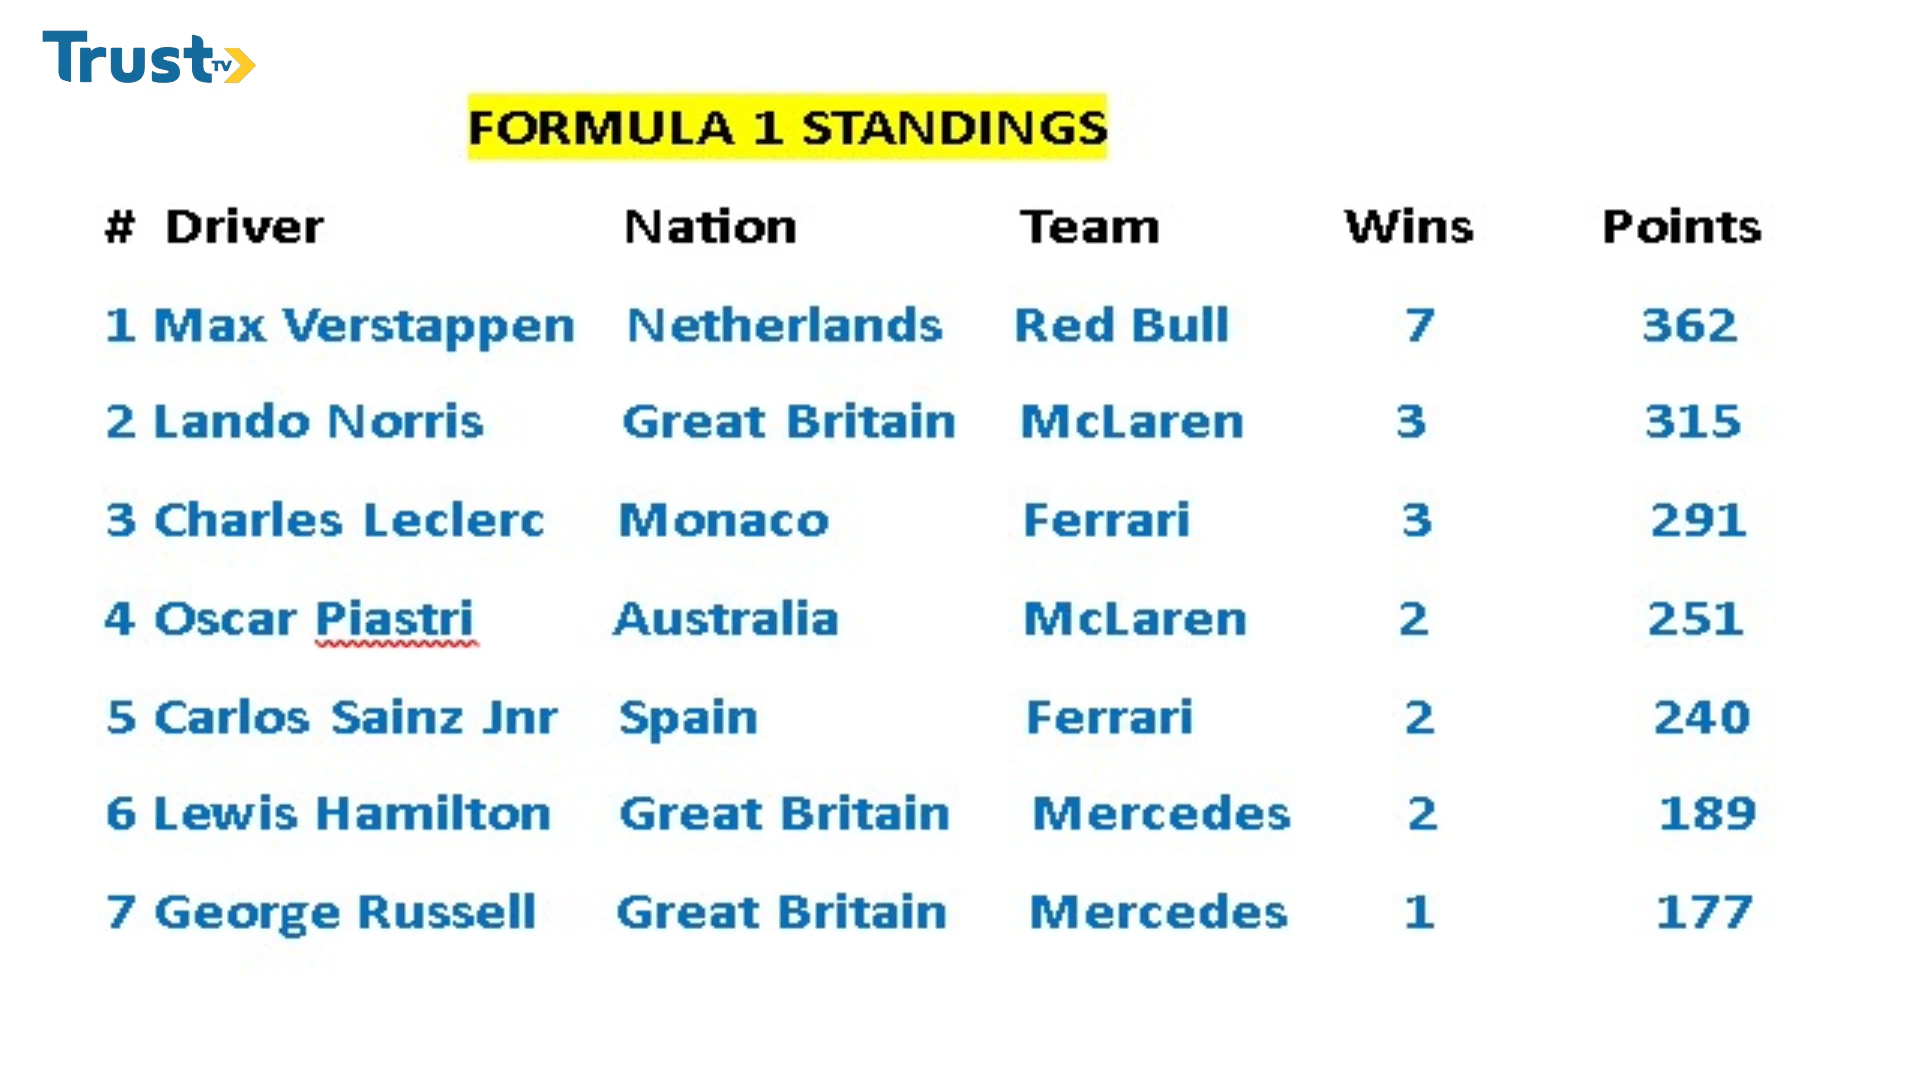 Trust TV
FORMULA 1 STANDINGS
# Driver Nation Team Wins Points
1 Max Verstappen Netherlands Red Bull 7 362
2 Lando Norris Great Britain McLaren 3 315
3 Charles Leclerc Monaco Ferrari 3 291
4 Oscar Piastri Australia McLaren 2 251
5 Carlos Sainz Jnr Spain Ferrari 2 240
6 Lewis Hamilton Great Britain Mercedes 2 189
7 George Russell Great Britain Mercedes 1 177